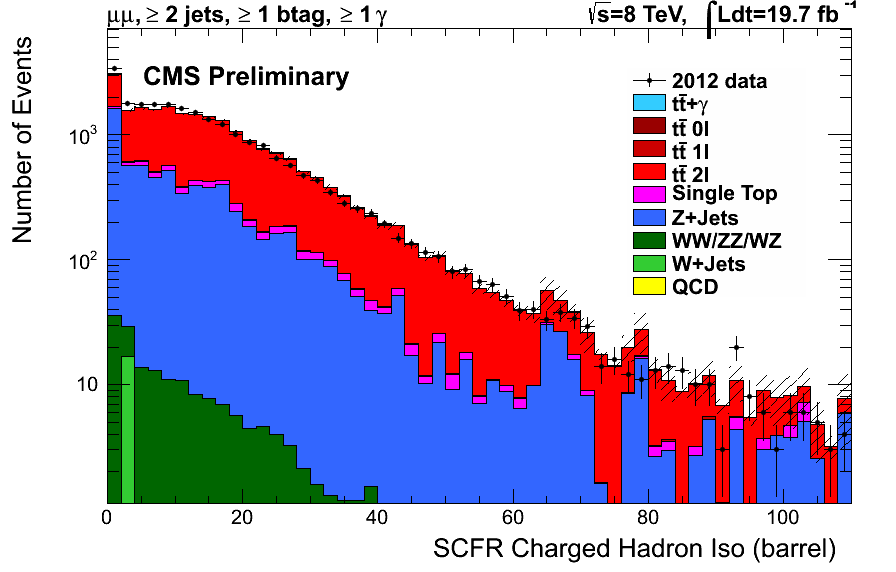 μμ, ≥ 2 jets, ≥ 1 btag, ≥ 1 γ
√s=8 TeV, ∫Ldt=19.7 fb⁻¹
CMS Preliminary
Number of Events
10³
10²
10
2012 data
tt̄+γ
tt̄ 0l
tt̄ 1l
tt̄ 2l
Single Top
Z+Jets
WW/ZZ/WZ
W+Jets
QCD
0 20 40 60 80 100
SCFR Charged Hadron Iso (barrel)